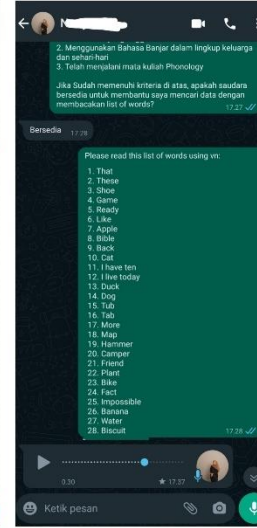 2. Menggunakan Bahasa Banjar dalam lingkup keluarga
dan sehari-hari
3. Telah menjalani mata kuliah Phonology
Jika Sudah memenuhi kriteria di atas, apakah saudara
bersedia untuk membantu saya mencari data dengan
membacakan list of words?
17.27
Bersedia 17.28
Please read this list of words using vn:
1. That
2. These
3. Shoe
4. Game
5. Ready
6. Like
7. Apple
8. Bible
9. Back
10. Cat
11. I have ten
12. I live today
13. Duck
14. Dog
15. Tub
16. Tab
17. More
18. Map
19. Hammer
20. Camper
21. Friend
22. Plant
23. Bike
24. Fact
25. Impossible
26. Banana
27. Water
28. Biscuit
17.28
0.30 ★ 17.37
Ketik pesan